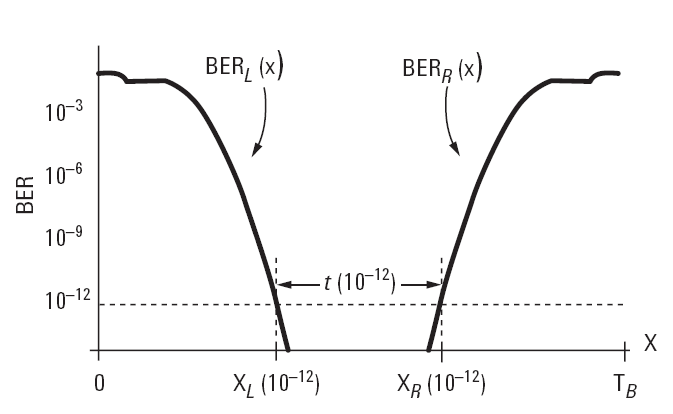 BER_L (x)
BER_R (x)
10⁻³
10⁻⁶
10⁻⁹
10⁻¹²
BER
t (10⁻¹²)
X
0
X_L (10⁻¹²)
X_R (10⁻¹²)
T_B